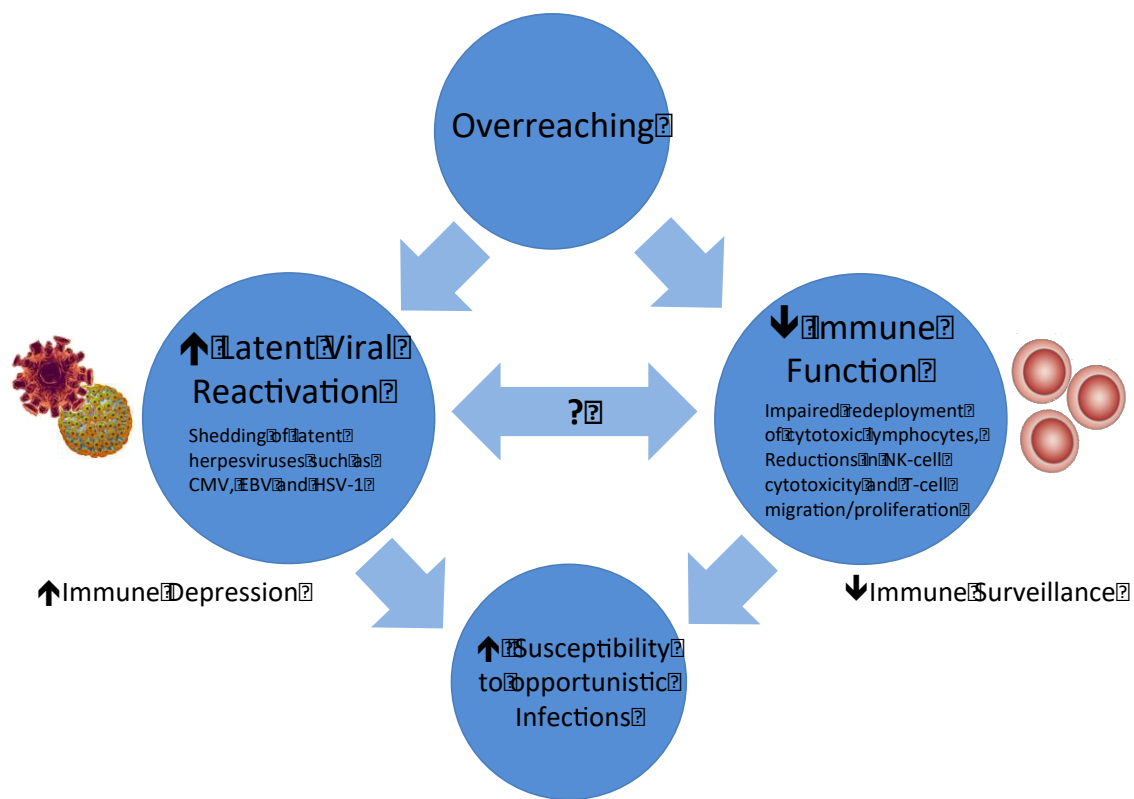 Overreaching
↑ Latent Viral
Reactivation
Shedding of latent
herpesviruses such as
CMV, EBV and HSV-1
↓ Immune
Function
Impaired redeployment
of cytotoxic lymphocytes,
Reductions in NK-cell
cytotoxicity and T-cell
migration/proliferation
?
↑ Immune Depression
↓ Immune Surveillance
↑ Susceptibility
to opportunistic
Infections